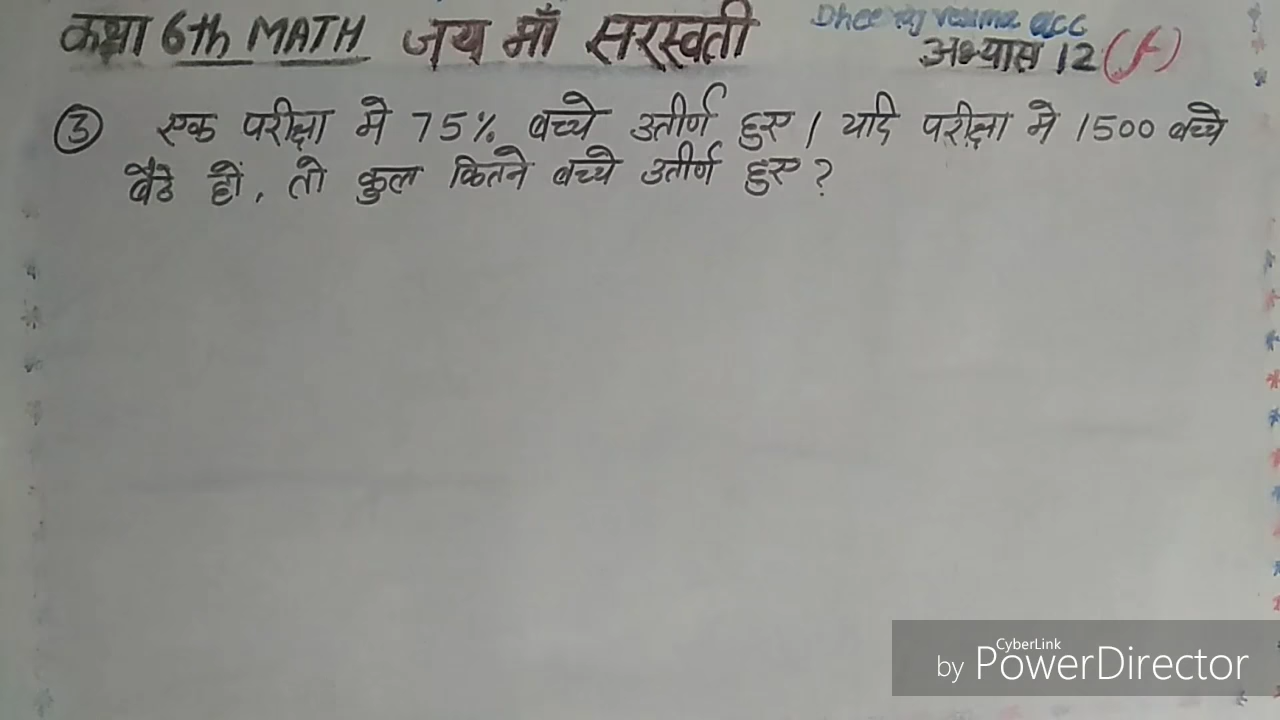 कक्षा 6th MATH जय माँ सरस्वती
अभ्यास 12 (A)
③ एक परीक्षा मे 75% बच्चे उतीर्ण हुए । यदि परीक्षा मे 1500 बच्चे
बैठे हों, तो कुल कितने बच्चे उतीर्ण हुए ?
CyberLink
by PowerDirector